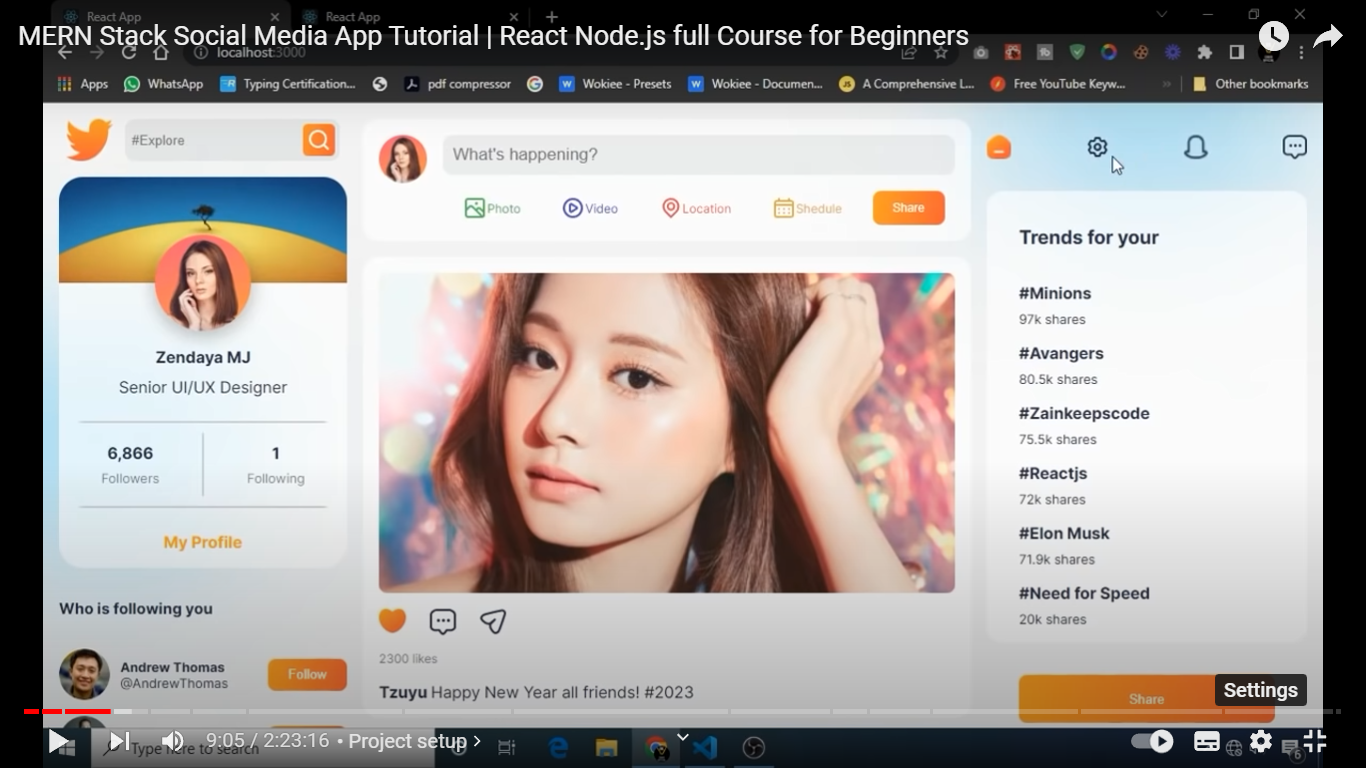 React App
React App
MERN Stack Social Media App Tutorial | React Node.js full Course for Beginners
localhost:3000
Apps
WhatsApp
Typing Certification...
pdf compressor
Wokiee - Presets
Wokiee - Documen...
A Comprehensive L...
Free YouTube Keyw...
Other bookmarks
#Explore
Zendaya MJ
Senior UI/UX Designer
6,866
Followers
1
Following
My Profile
Who is following you
Andrew Thomas
@AndrewThomas
Follow
What's happening?
Photo
Video
Location
Shedule
Share
2300 likes
Tzuyu Happy New Year all friends! #2023
Trends for your
#Minions
97k shares
#Avangers
80.5k shares
#Zainkeepscode
75.5k shares
#Reactjs
72k shares
#Elon Musk
71.9k shares
#Need for Speed
20k shares
Share
Settings
9:05 / 2:23:16 • Project setup
Type here to search